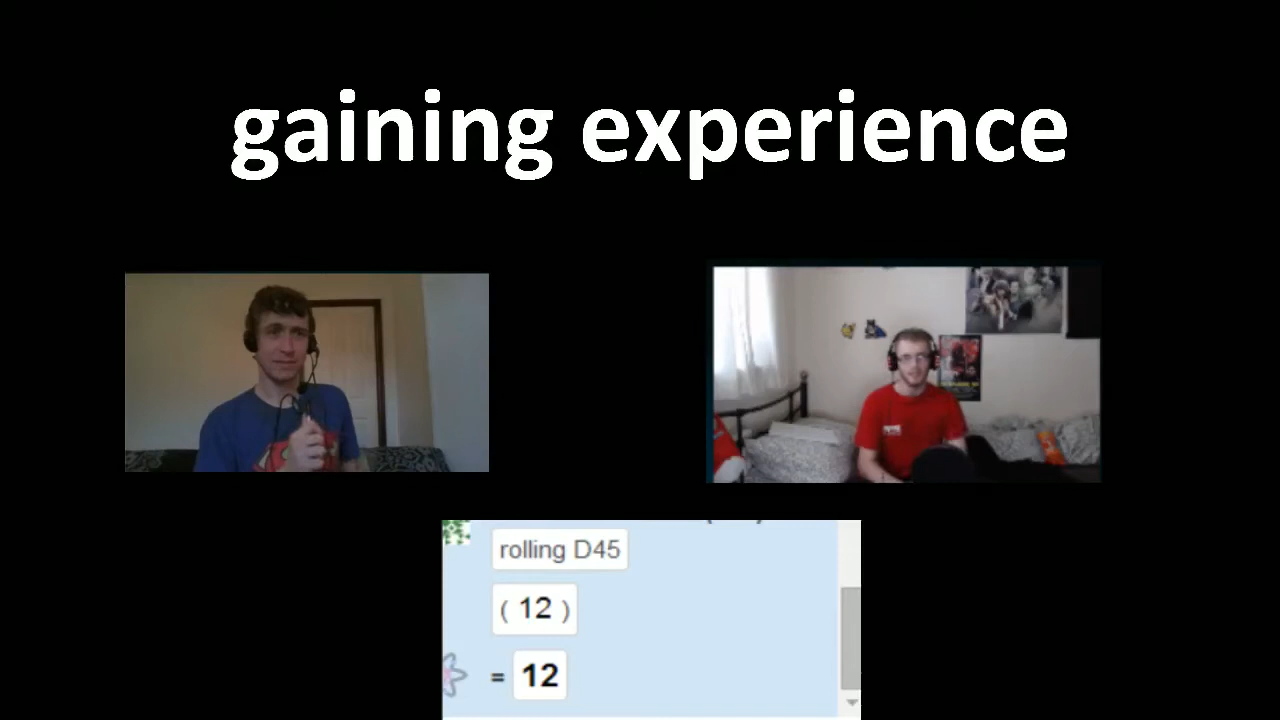 gaining experience
rolling D45
( 12 )
= 12